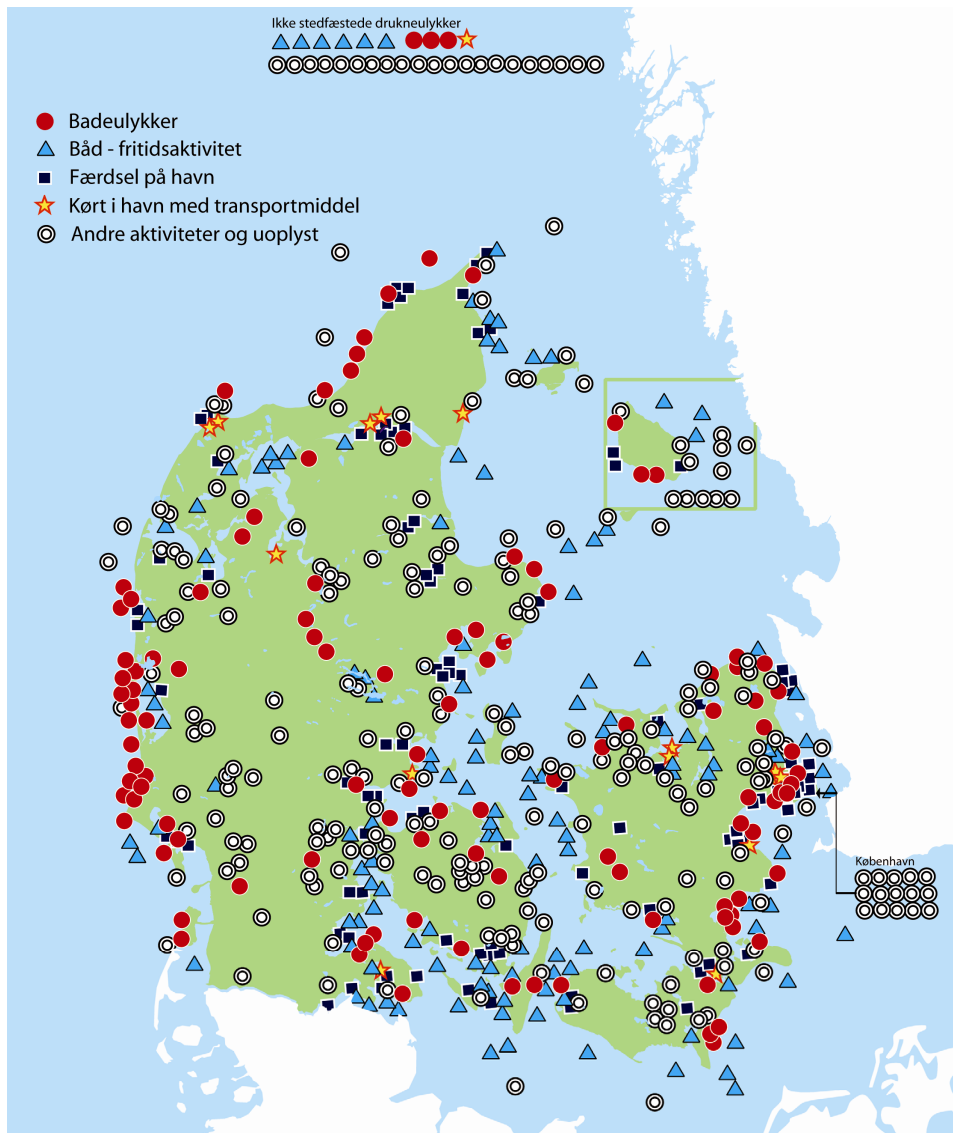 Ikke stedfæstede drukneulykker
Badeulykker
Båd - fritidsaktivitet
Færdsel på havn
Kørt i havn med transportmiddel
Andre aktiviteter og uoplyst
København